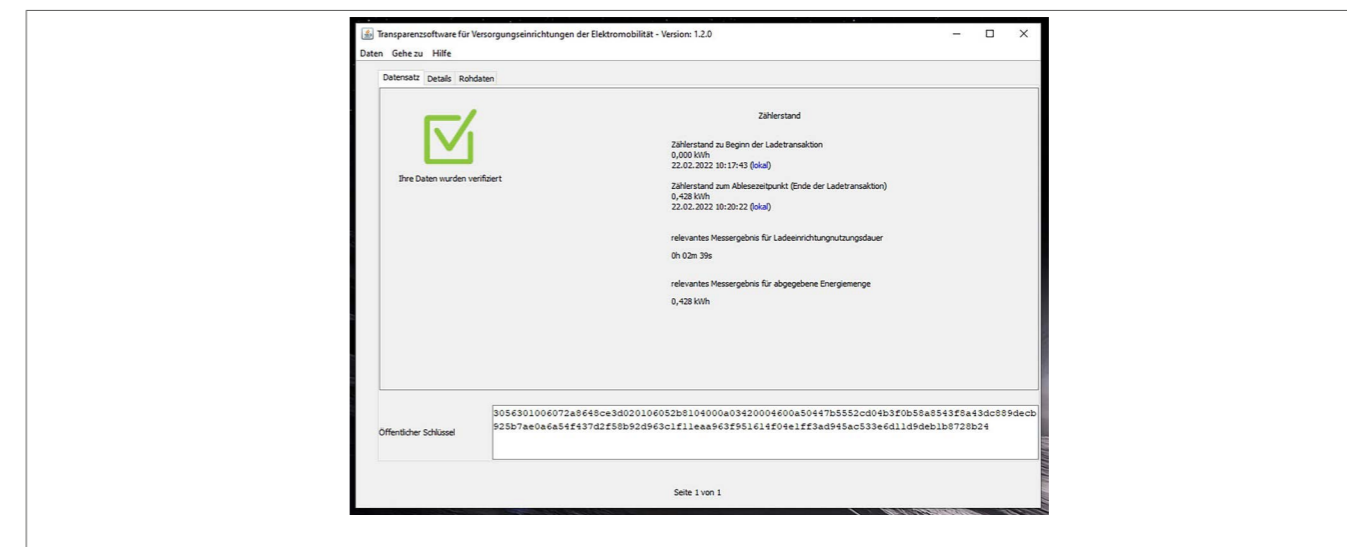 Transparenzsoftware für Versorgungseinrichtungen der Elektromobilität - Version: 1.2.0
Daten Gehe zu Hilfe
Datensatz Details Rohdaten
Ihre Daten wurden verifiziert
Zählerstand
Zählerstand zu Beginn der Ladetransaktion
0,000 kWh
22.02.2022 10:17:43 (lokal)
Zählerstand zum Ablesezeitpunkt (Ende der Ladetransaktion)
0,428 kWh
22.02.2022 10:20:22 (lokal)
relevantes Messergebnis für Ladeeinrichtungnutzungsdauer
0h 02m 39s
relevantes Messergebnis für abgegebene Energiemenge
0,428 kWh
Öffentlicher Schlüssel
3056301006072a8648ce3d020106052b8104000a03420004600a50447b5552cd04b3f0b58a8543f8a43dc889decb
925b7ae0a6a54f437d2f58b92d963c1f11eaa963f951614f04e1ff3ad945ac533e6d11d9deb1b8728b24
Seite 1 von 1